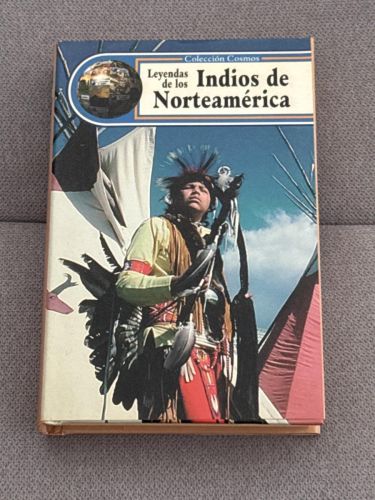 Colección Cosmos
Leyendas
de los
Indios de
Norteamérica